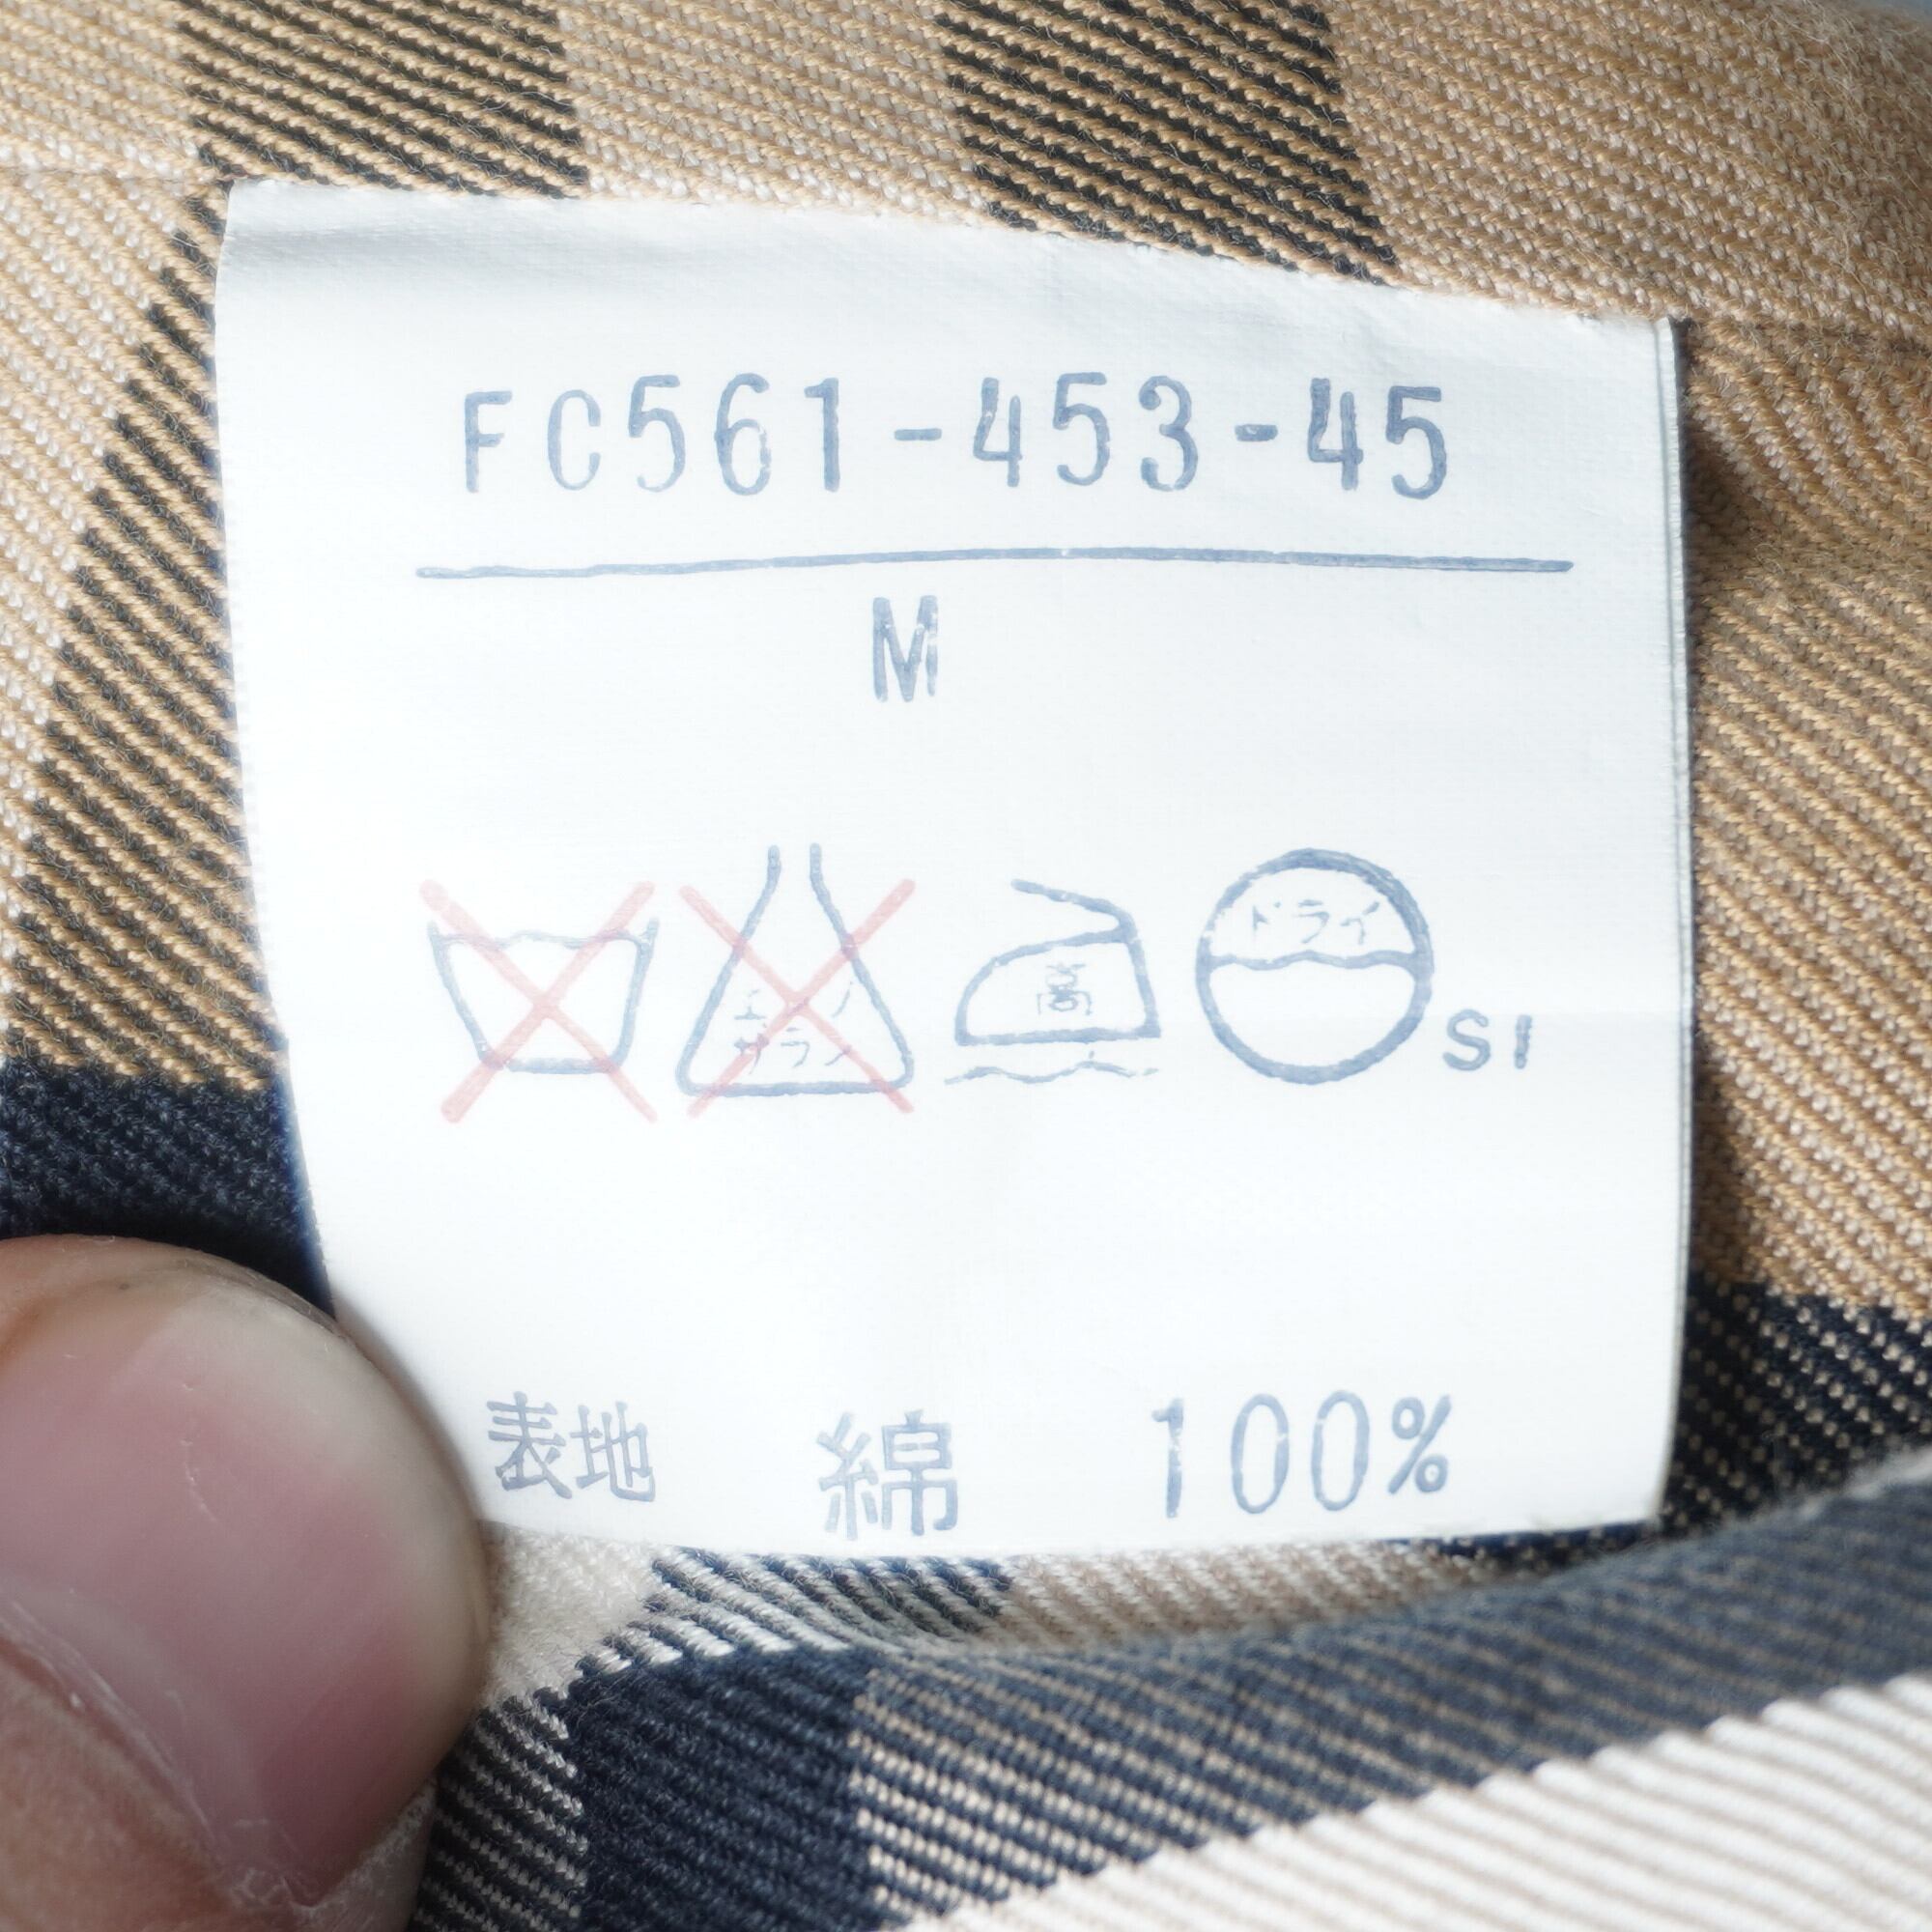 FC561-453-45
M
エンソ
サラシ
高
ドライ
SI
表地 綿 100%